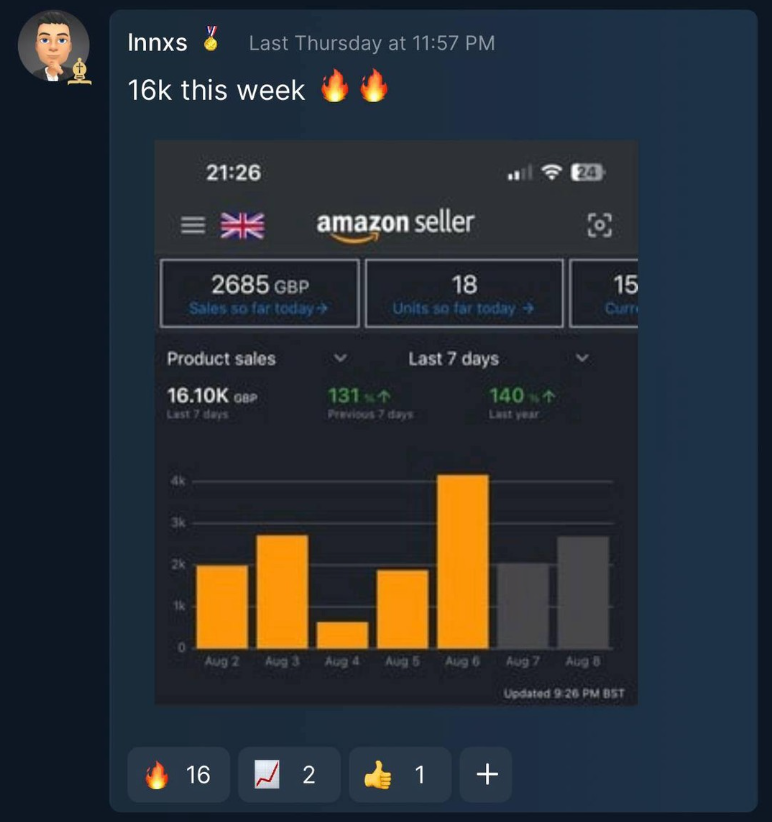 Innxs Last Thursday at 11:57 PM
16k this week 🔥🔥
21:26 24
amazon seller
2685 GBP 18 15
Sales so far today→ Units so far today → Curr
Product sales Last 7 days
16.10K GBP 131 %↑ 140 %↑
Last 7 days Previous 7 days Last year
4k
3k
2k
1k
0
Aug 2 Aug 3 Aug 4 Aug 5 Aug 6 Aug 7 Aug 8
Updated 9:26 PM BST
🔥 16 📈 2 👍 1 +